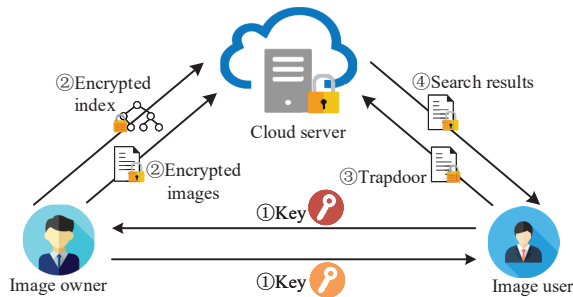 ②Encrypted
index
④Search results
Cloud server
②Encrypted
images
③Trapdoor
①Key
Image owner
①Key
Image user